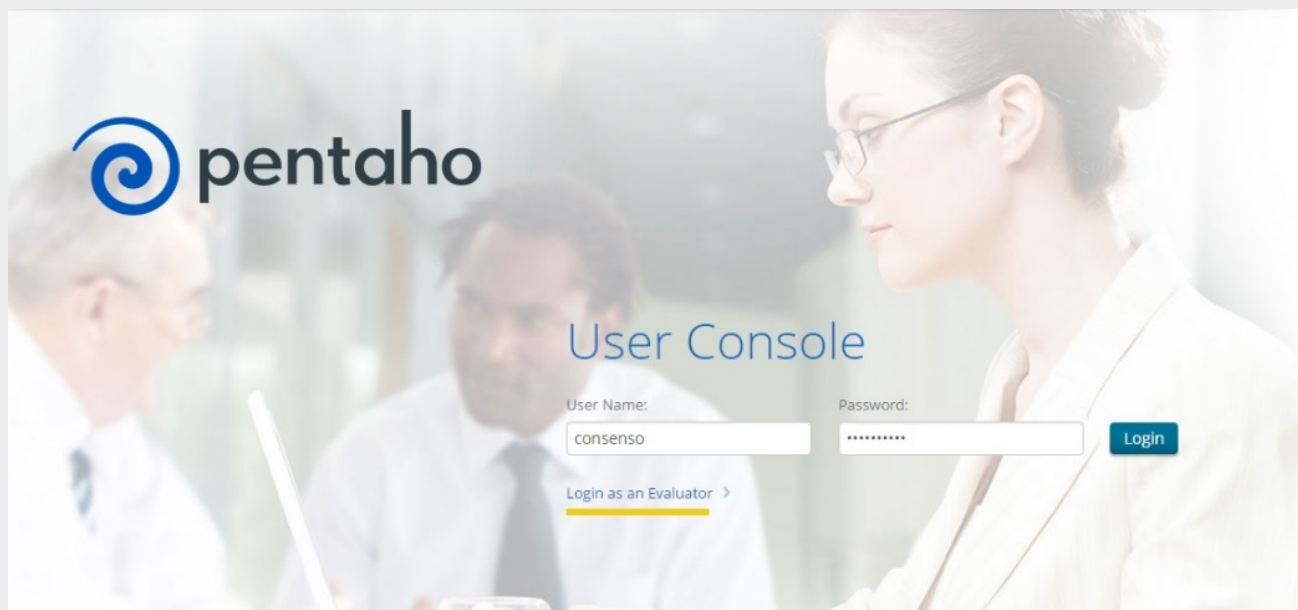 pentaho
User Console
User Name:
Password:
consenso
••••••••••
Login
Login as an Evaluator >